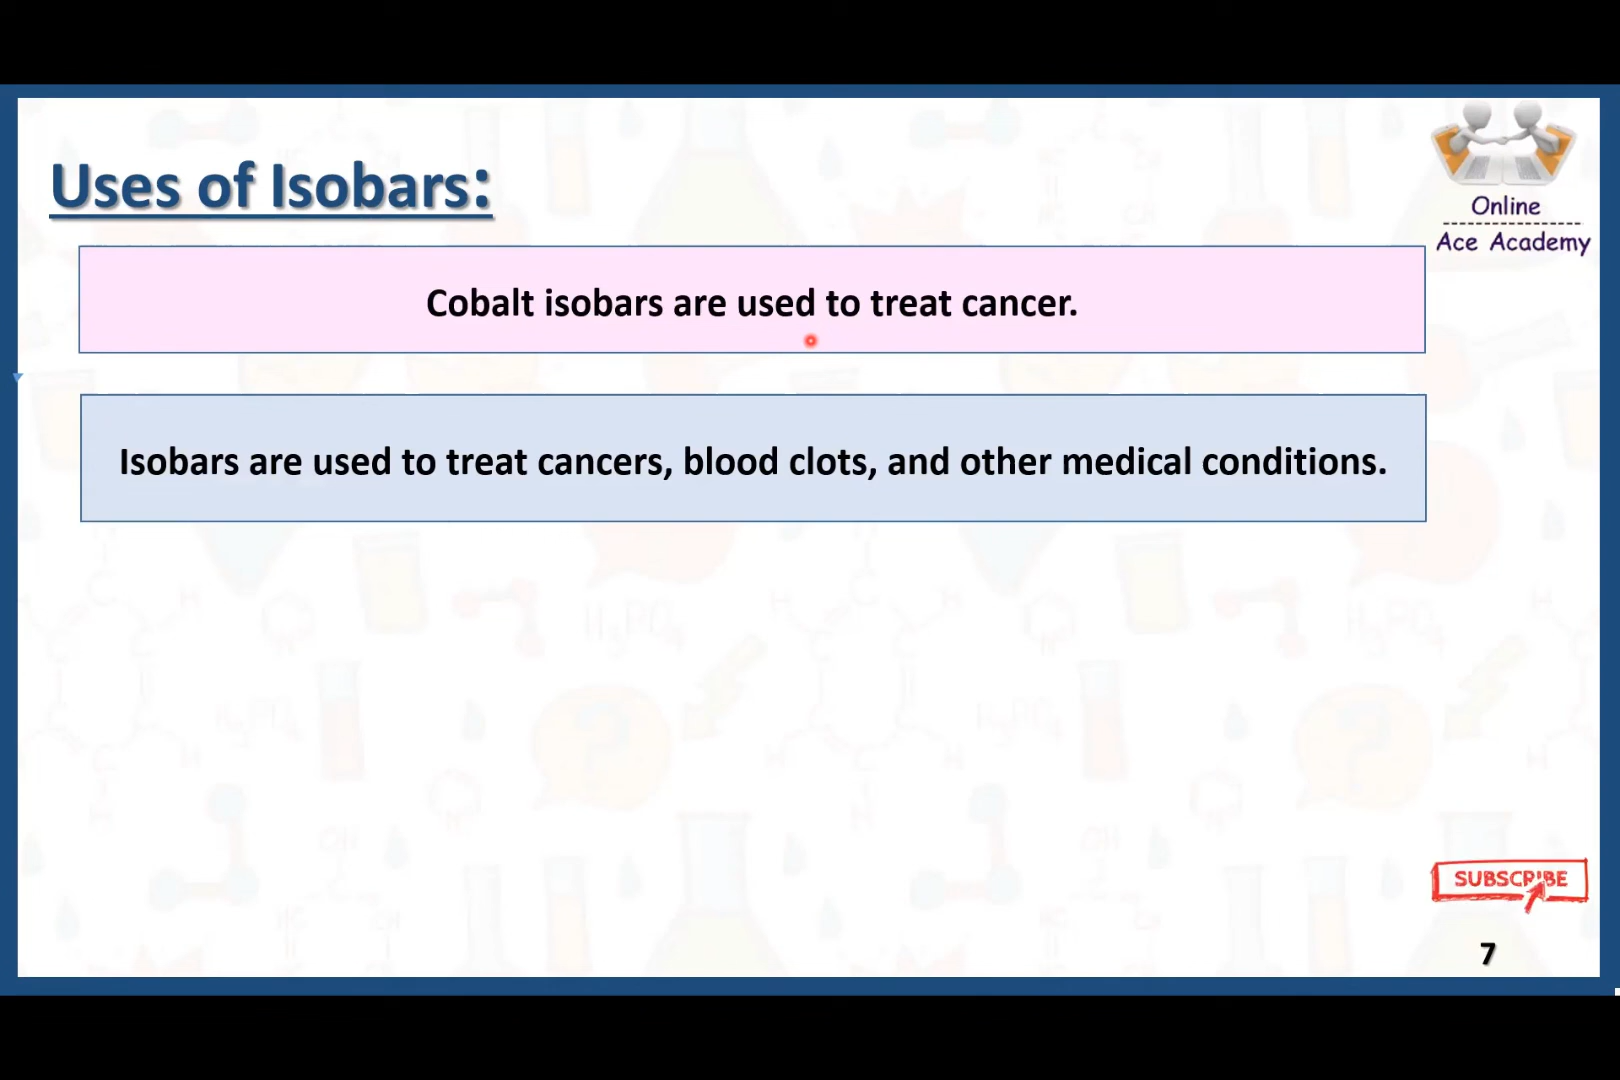 Uses of Isobars:
Online
Ace Academy
Cobalt isobars are used to treat cancer.
Isobars are used to treat cancers, blood clots, and other medical conditions.
SUBSCRIBE
7